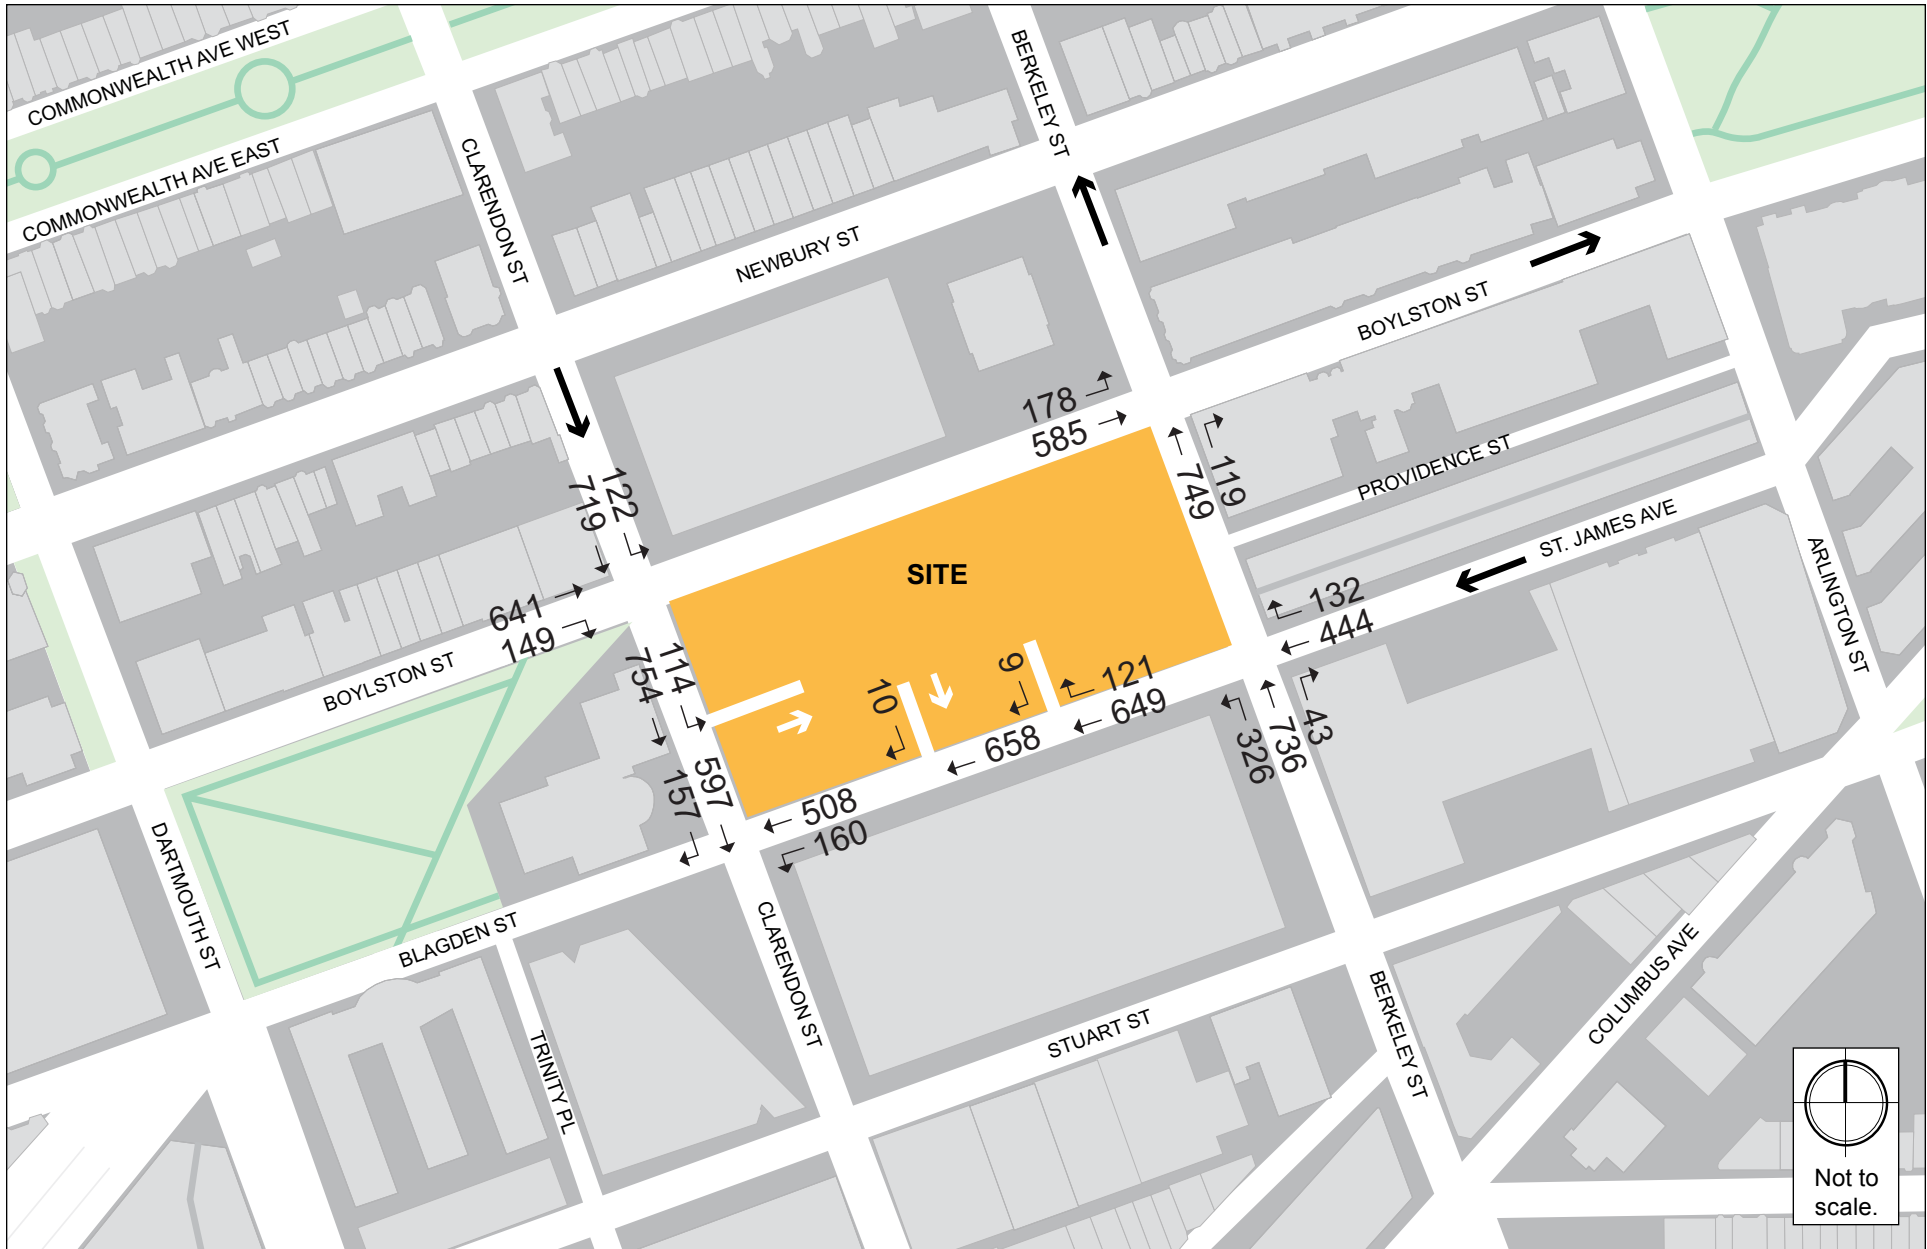 COMMONWEALTH AVE WEST
COMMONWEALTH AVE EAST
CLARENDON ST
BERKELEY ST
NEWBURY ST
BOYLSTON ST
PROVIDENCE ST
ST. JAMES AVE
ARLINGTON ST
178
585
119
749
122
719
641
149
BOYLSTON ST
SITE
114
754
10
9
121
649
658
132
444
43
736
326
597
157
508
160
DARTMOUTH ST
BLAGDEN ST
CLARENDON ST
TRINITY PL
STUART ST
BERKELEY ST
COLUMBUS AVE
Not to
scale.